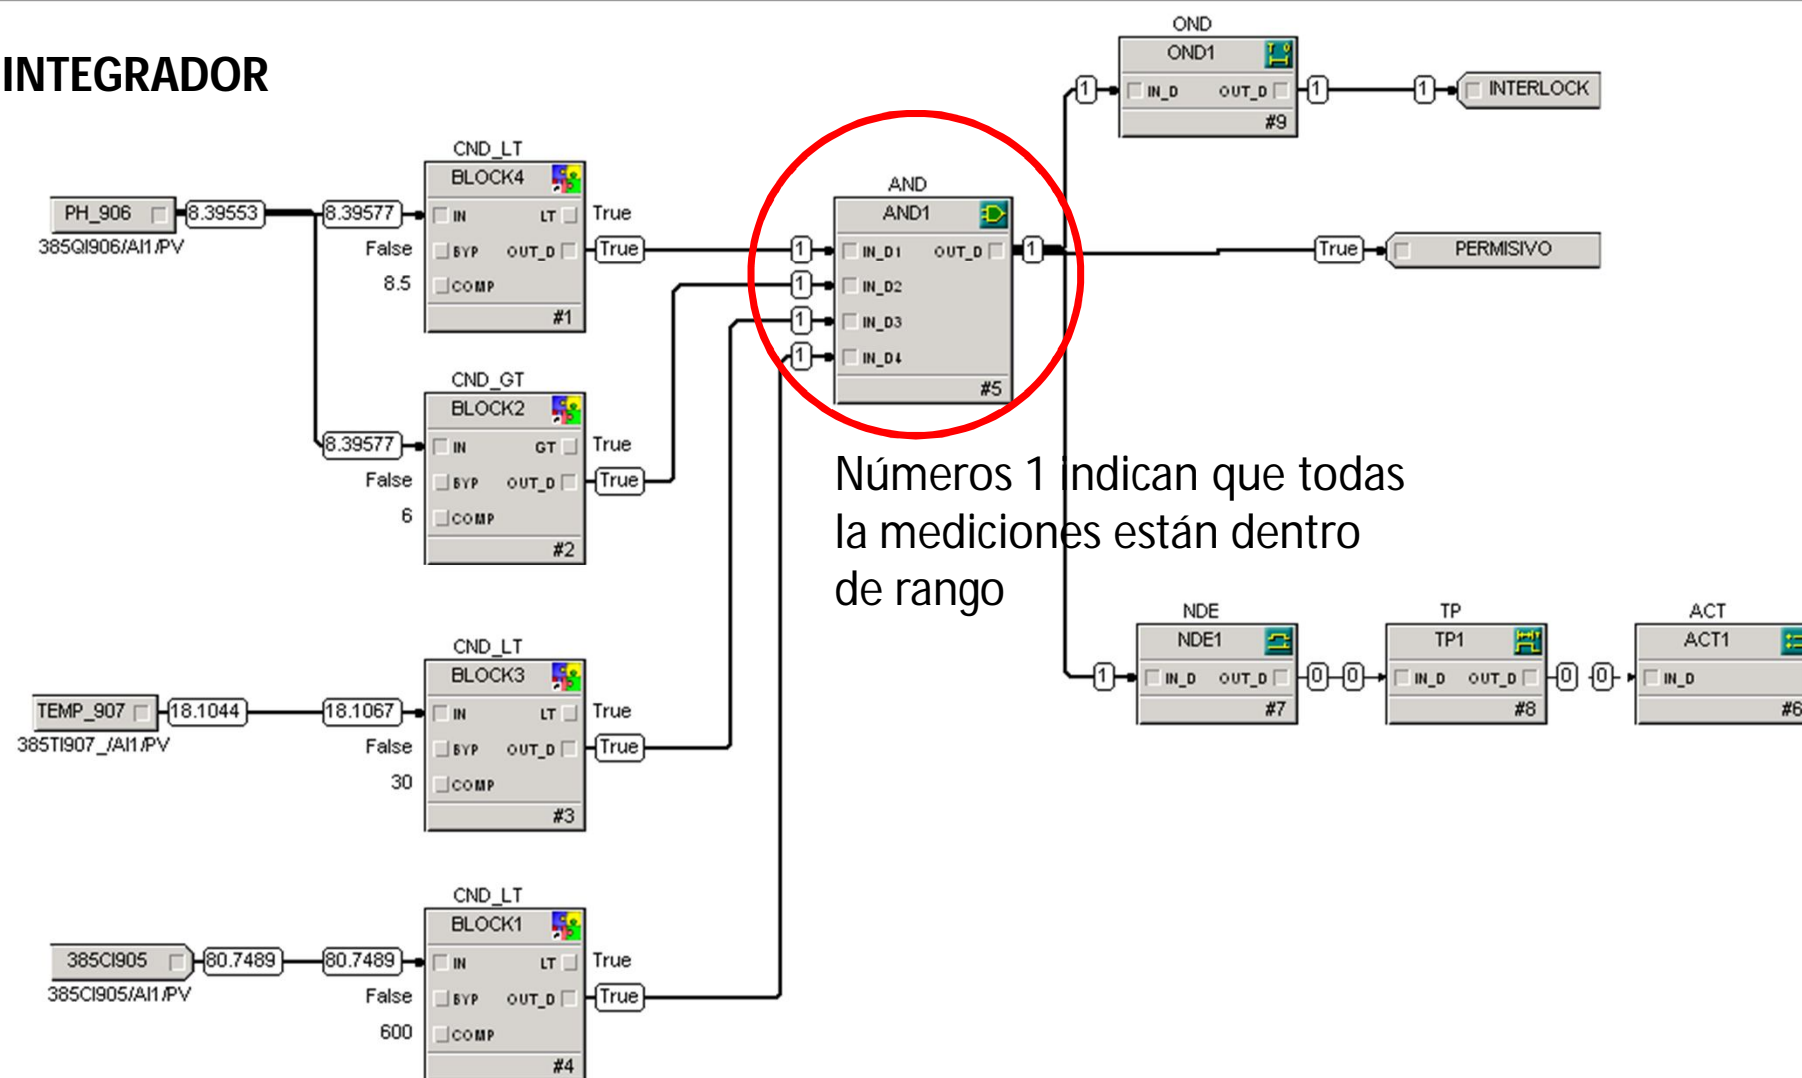 INTEGRADOR
OND
OND1
IN_D OUT_D
#9
1
1
1
INTERLOCK
CND_LT
BLOCK4
PH_906
385QI906/AI1/PV
8.39553
8.39577
IN LT
True
False
BYP OUT_D
True
8.5
COMP
#1
AND
AND1
1
IN_D1 OUT_D
1
1
IN_D2
1
IN_D3
1
IN_D4
#5
True
PERMISIVO
CND_GT
BLOCK2
8.39577
IN GT
True
False
BYP OUT_D
True
6
COMP
#2
Números 1 indican que todas
la mediciones están dentro
de rango
NDE
NDE1
1
IN_D OUT_D
#7
0
0
TP
TP1
IN_D OUT_D
#8
0
0
ACT
ACT1
IN_D
#6
CND_LT
BLOCK3
TEMP_907
385TI907_/AI1/PV
18.1044
18.1067
IN LT
True
False
BYP OUT_D
True
30
COMP
#3
CND_LT
BLOCK1
385CI905
385CI905/AI1/PV
80.7489
80.7489
IN LT
True
False
BYP OUT_D
True
600
COMP
#4